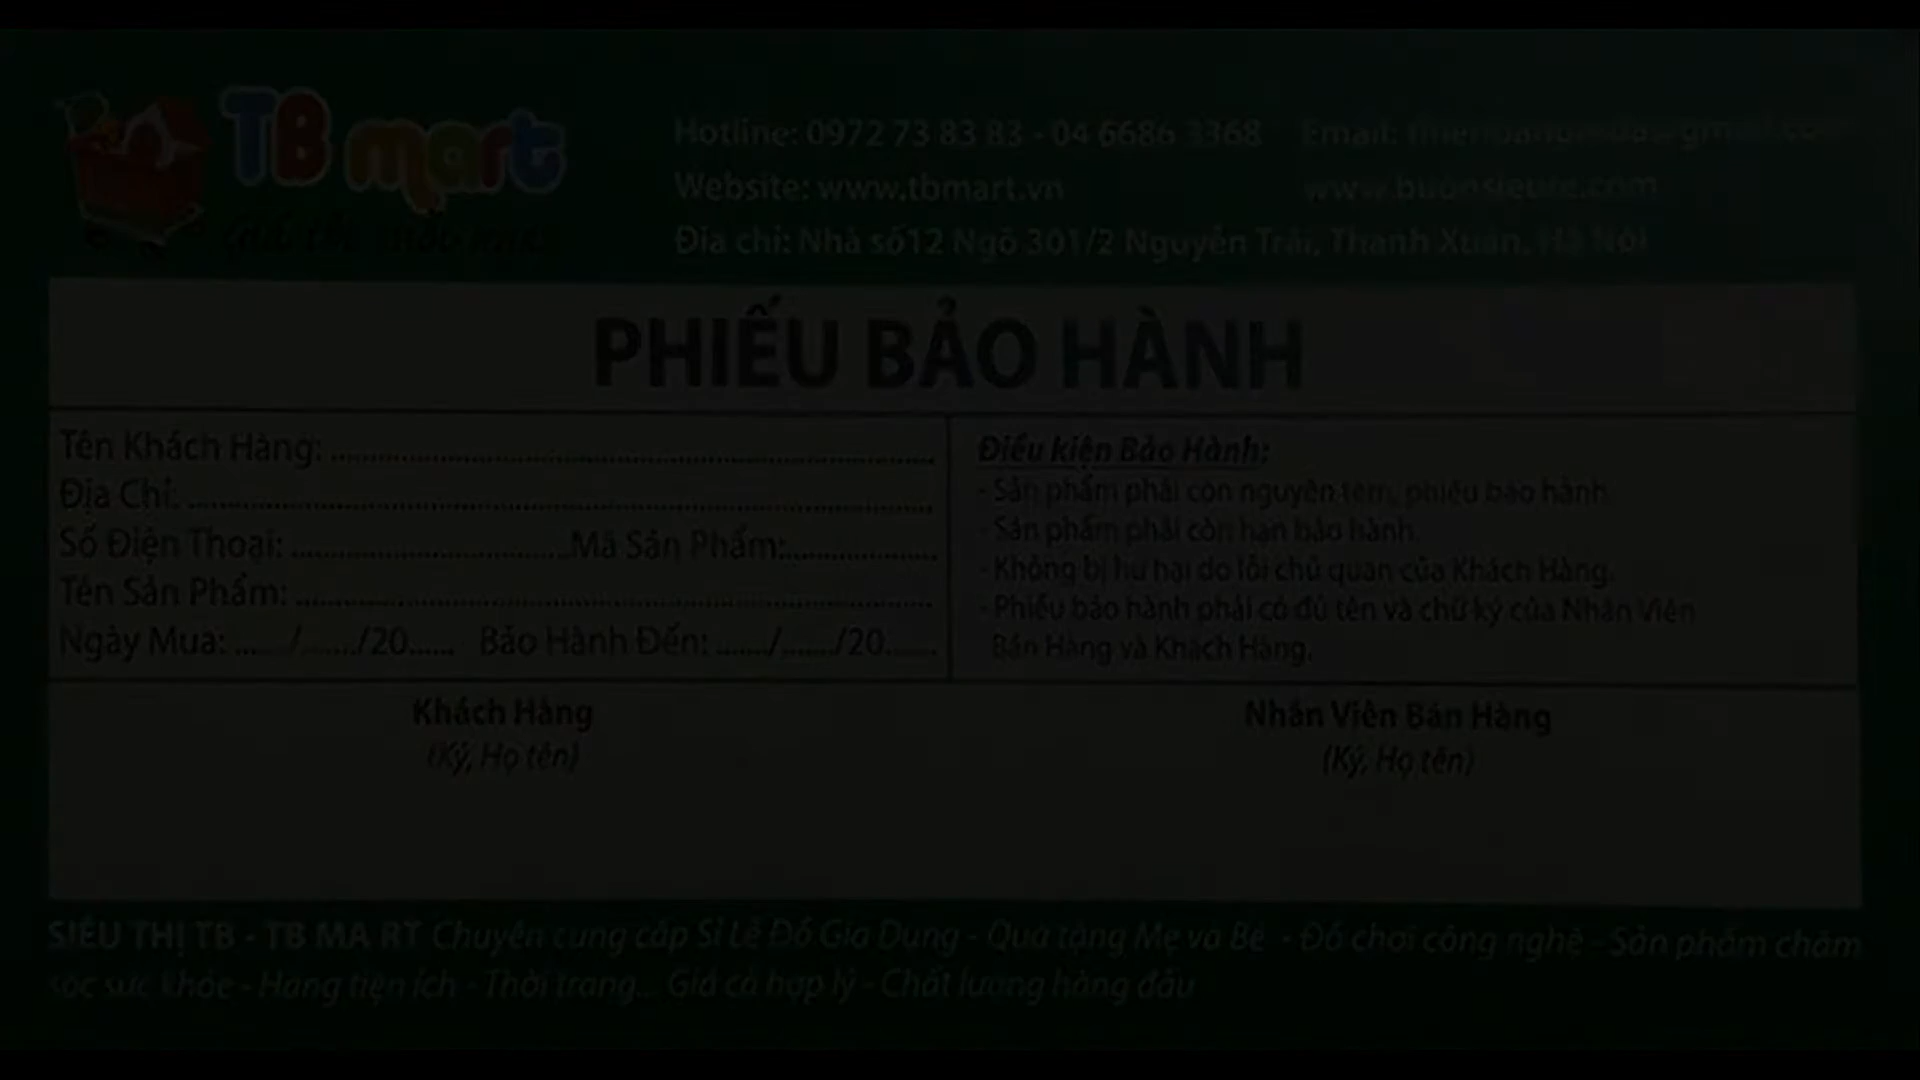 TB mart
Hotline: 0972 73 83 83 - 04 6686 3368 Email:
Website: www.tbmart.vn www.buonsieure.com
Địa chỉ: Nhà số12 Ngõ 301/2 Nguyễn Trãi, Thanh Xuân, Hà Nội
PHIẾU BẢO HÀNH
Tên Khách Hàng:
Địa Chỉ:
Số Điện Thoại: Mã Sản Phẩm:
Tên Sản Phẩm:
Ngày Mua: ....../....../20...... Bảo Hành Đến: ....../....../20......
Điều kiện Bảo Hành:
- Sản phẩm phải còn nguyên tem, phiếu bảo hành
- Sản phẩm phải còn hạn bảo hành.
- Không bị hư hại do lỗi chủ quan của Khách Hàng.
- Phiếu bảo hành phải có đủ tên và chữ ký của Nhân Viên
Bán Hàng và Khách Hàng.
Khách Hàng
(Ký, Họ tên)
Nhân Viên Bán Hàng
(Ký, Họ tên)
SIÊU THỊ TB - TB MA RT Chuyên cung cấp Sỉ Lẻ Đồ Gia Dụng - Quà tặng Mẹ và Bé - Đồ chơi công nghệ - Sản phẩm chăm
sóc sức khỏe - Hàng tiện ích - Thời trang... Giá cả hợp lý - Chất lượng hàng đầu